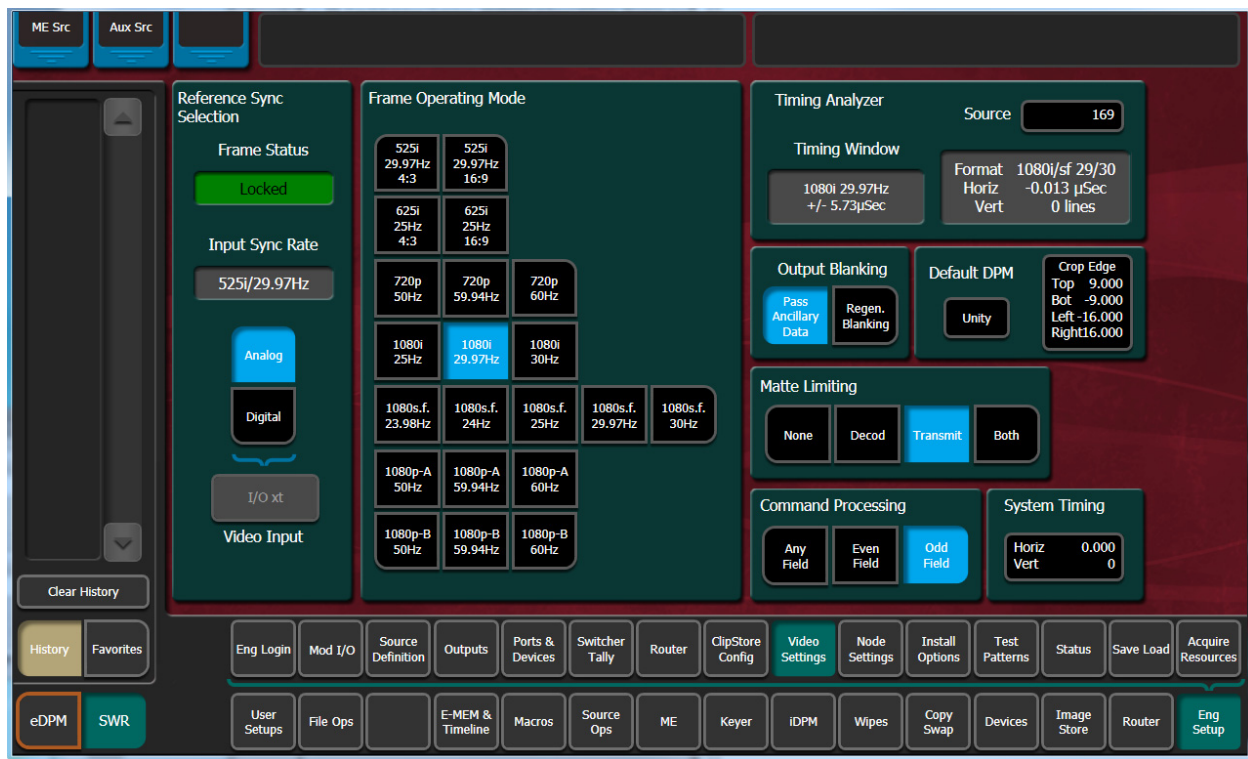 ME Src
Aux Src
Reference Sync
Selection
Frame Status
Locked
Input Sync Rate
525i/29.97Hz
Analog
Digital
I/O xt
Video Input
Frame Operating Mode
525i
29.97Hz
4:3
525i
29.97Hz
16:9
625i
25Hz
4:3
625i
25Hz
16:9
720p
50Hz
720p
59.94Hz
720p
60Hz
1080i
25Hz
1080i
29.97Hz
1080i
30Hz
1080s.f.
23.98Hz
1080s.f.
24Hz
1080s.f.
25Hz
1080s.f.
29.97Hz
1080s.f.
30Hz
1080p-A
50Hz
1080p-A
59.94Hz
1080p-A
60Hz
1080p-B
50Hz
1080p-B
59.94Hz
1080p-B
60Hz
Timing Analyzer
Source 169
Timing Window
1080i 29.97Hz
+/- 5.73µSec
Format 1080i/sf 29/30
Horiz -0.013 µSec
Vert 0 lines
Output Blanking
Pass
Ancillary
Data
Regen.
Blanking
Default DPM
Unity
Crop Edge
Top 9.000
Bot -9.000
Left -16.000
Right16.000
Matte Limiting
None
Decod
Transmit
Both
Command Processing
Any
Field
Even
Field
Odd
Field
System Timing
Horiz 0.000
Vert 0
Clear History
History
Favorites
Eng Login
Mod I/O
Source
Definition
Outputs
Ports &
Devices
Switcher
Tally
Router
ClipStore
Config
Video
Settings
Node
Settings
Install
Options
Test
Patterns
Status
Save Load
Acquire
Resources
eDPM
SWR
User
Setups
File Ops
E-MEM &
Timeline
Macros
Source
Ops
ME
Keyer
iDPM
Wipes
Copy
Swap
Devices
Image
Store
Router
Eng
Setup